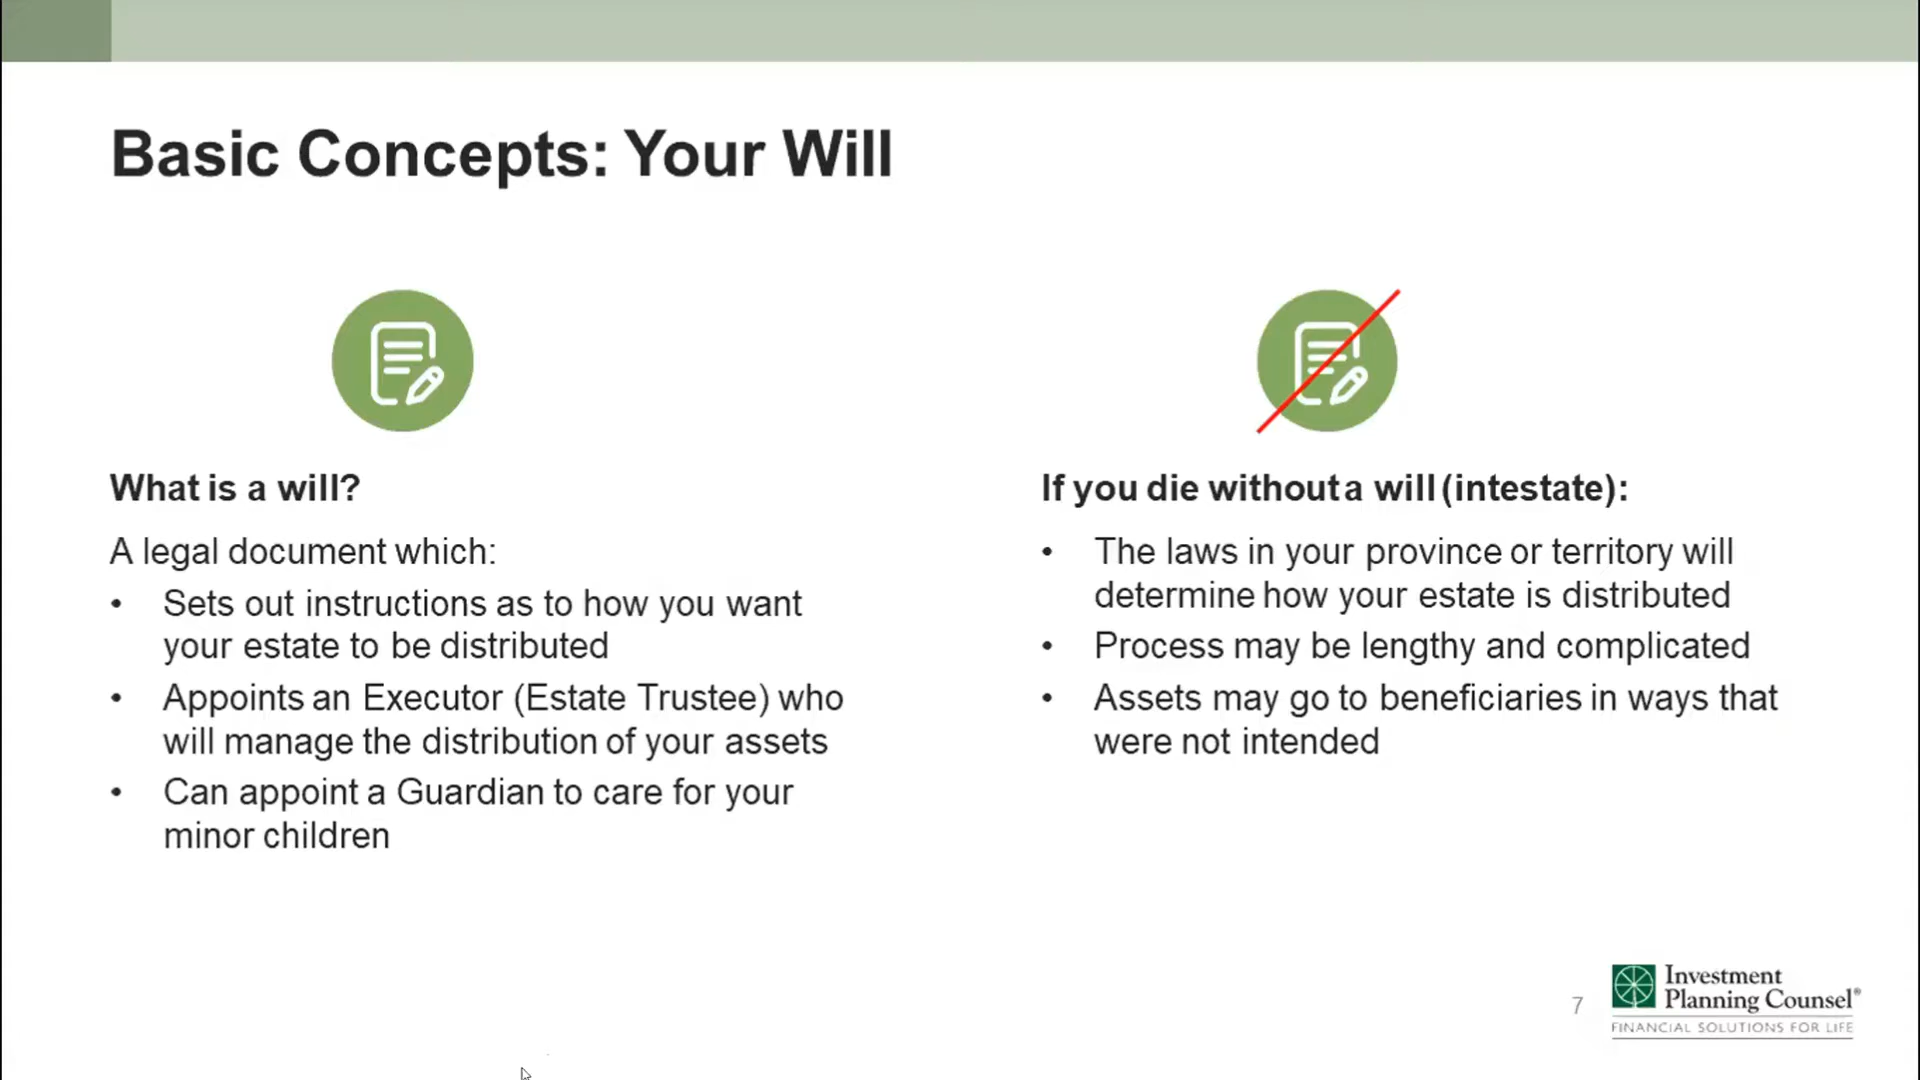 Basic Concepts: Your Will
What is a will?
A legal document which:
• Sets out instructions as to how you want
your estate to be distributed
• Appoints an Executor (Estate Trustee) who
will manage the distribution of your assets
• Can appoint a Guardian to care for your
minor children
If you die without a will (intestate):
• The laws in your province or territory will
determine how your estate is distributed
• Process may be lengthy and complicated
• Assets may go to beneficiaries in ways that
were not intended
7
Investment
Planning Counsel®
FINANCIAL SOLUTIONS FOR LIFE